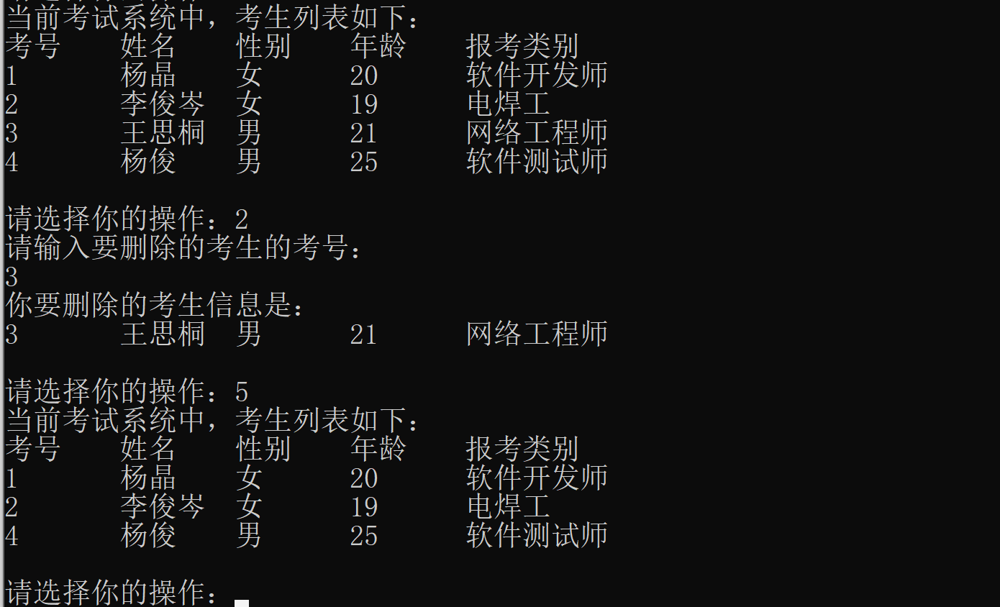 当前考试系统中，考生列表如下：
考号 姓名 性别 年龄 报考类别
1 杨晶 女 20 软件开发师
2 李俊岑 女 19 电焊工
3 王思桐 男 21 网络工程师
4 杨俊 男 25 软件测试师
请选择你的操作：2
请输入要删除的考生的考号：
3
你要删除的考生信息是：
3 王思桐 男 21 网络工程师
请选择你的操作：5
当前考试系统中，考生列表如下：
考号 姓名 性别 年龄 报考类别
1 杨晶 女 20 软件开发师
2 李俊岑 女 19 电焊工
4 杨俊 男 25 软件测试师
请选择你的操作：